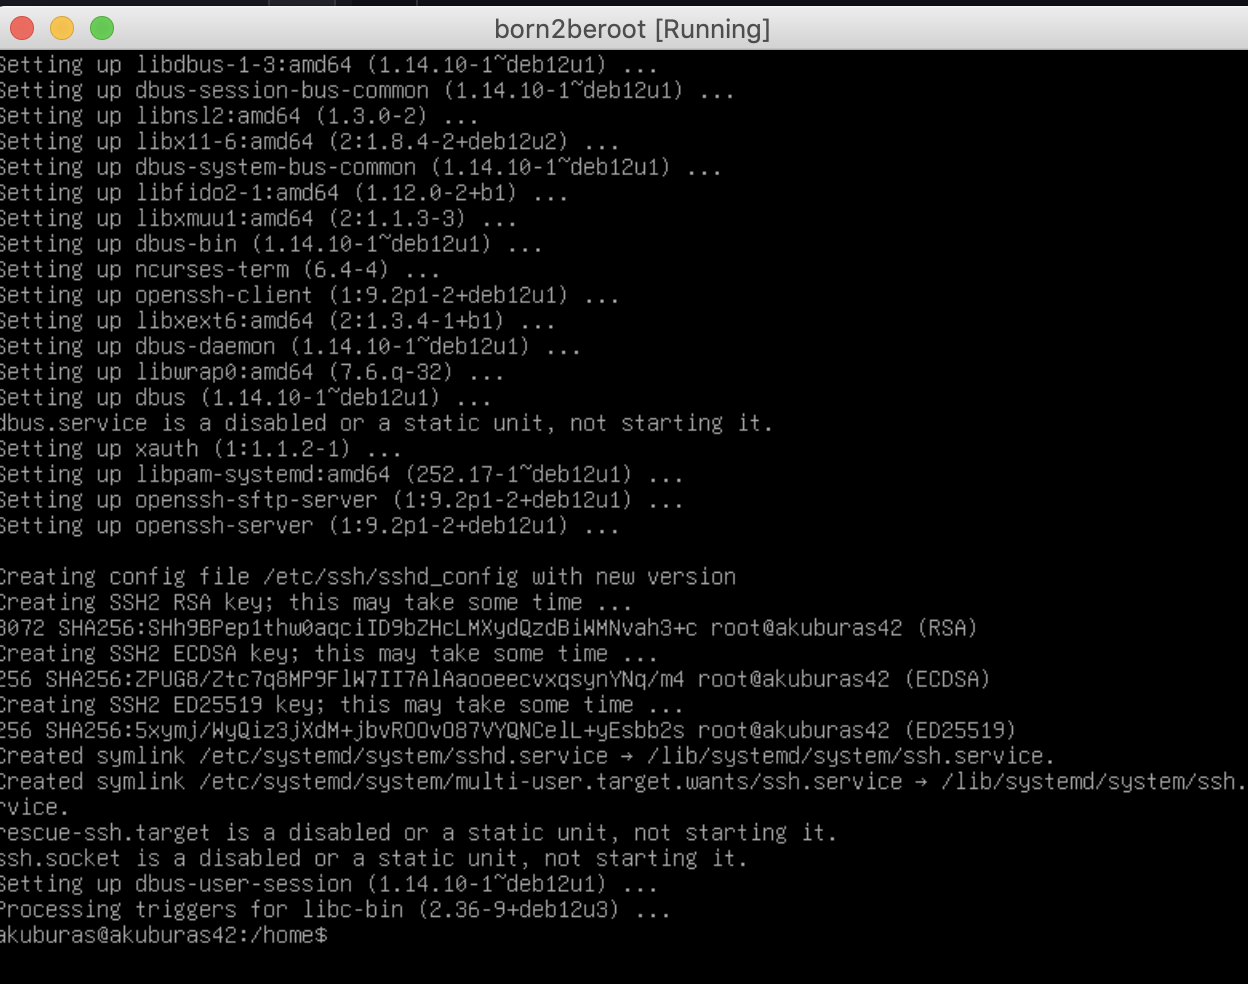 born2beroot [Running]
Setting up libdbus-1-3:amd64 (1.14.10-1~deb12u1) ...
Setting up dbus-session-bus-common (1.14.10-1~deb12u1) ...
Setting up libnsl2:amd64 (1.3.0-2) ...
Setting up libx11-6:amd64 (2:1.8.4-2+deb12u2) ...
Setting up dbus-system-bus-common (1.14.10-1~deb12u1) ...
Setting up libfido2-1:amd64 (1.12.0-2+b1) ...
Setting up libxmuu1:amd64 (2:1.1.3-3) ...
Setting up dbus-bin (1.14.10-1~deb12u1) ...
Setting up ncurses-term (6.4-4) ...
Setting up openssh-client (1:9.2p1-2+deb12u1) ...
Setting up libxext6:amd64 (2:1.3.4-1+b1) ...
Setting up dbus-daemon (1.14.10-1~deb12u1) ...
Setting up libwrap0:amd64 (7.6.q-32) ...
Setting up dbus (1.14.10-1~deb12u1) ...
dbus.service is a disabled or a static unit, not starting it.
Setting up xauth (1:1.1.2-1) ...
Setting up libpam-systemd:amd64 (252.17-1~deb12u1) ...
Setting up openssh-sftp-server (1:9.2p1-2+deb12u1) ...
Setting up openssh-server (1:9.2p1-2+deb12u1) ...
Creating config file /etc/ssh/sshd_config with new version
Creating SSH2 RSA key; this may take some time ...
3072 SHA256:SHh9BPep1thw0aqciID9bZHcLMXydQzdBiWMNvah3+c root@akuburas42 (RSA)
Creating SSH2 ECDSA key; this may take some time ...
256 SHA256:ZPUG8/Ztc7q8MP9FlW7II7AlAaooeecvxqsynYNq/m4 root@akuburas42 (ECDSA)
Creating SSH2 ED25519 key; this may take some time ...
256 SHA256:5xymj/WyQiz3jXdM+jbvROOvO87VYQNCelL+yEsbb2s root@akuburas42 (ED25519)
Created symlink /etc/systemd/system/sshd.service → /lib/systemd/system/ssh.service.
Created symlink /etc/systemd/system/multi-user.target.wants/ssh.service → /lib/systemd/system/ssh.
rvice.
rescue-ssh.target is a disabled or a static unit, not starting it.
ssh.socket is a disabled or a static unit, not starting it.
Setting up dbus-user-session (1.14.10-1~deb12u1) ...
Processing triggers for libc-bin (2.36-9+deb12u3) ...
akuburas@akuburas42:/home$